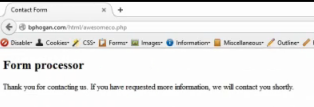 Contact Form
bphogan.com/html/awesomeco.php
Disable Cookies CSS Forms Images Information Miscellaneous Outline
Form processor
Thank you for contacting us. If you have requested more information, we will contact you shortly.